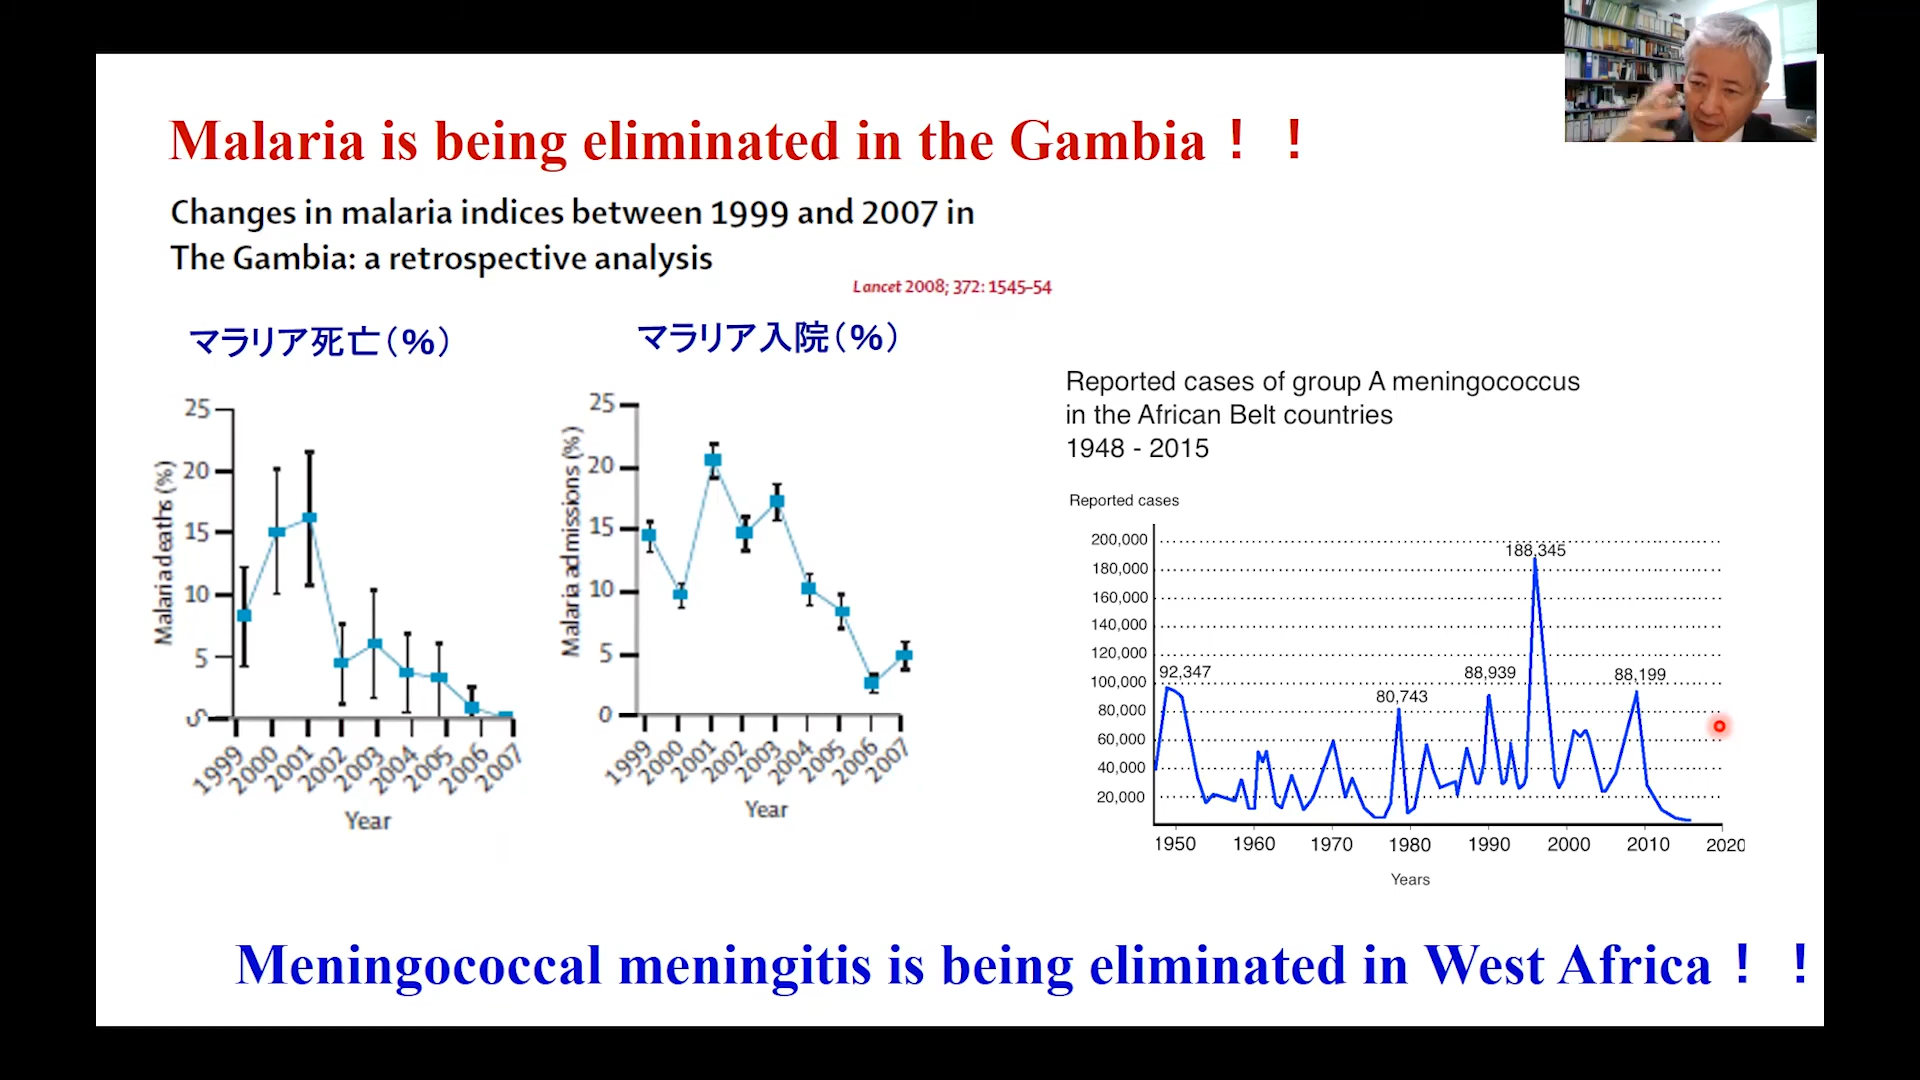 Malaria is being eliminated in the Gambia！！
Changes in malaria indices between 1999 and 2007 in
The Gambia: a retrospective analysis
Lancet 2008; 372: 1545–54
マラリア死亡（%）
マラリア入院（%）
Malaria deaths (%)
25
20
15
10
5
1999
2000
2001
2002
2003
2004
2005
2006
2007
Year
Malaria admissions (%)
25
20
15
10
5
0
1999
2000
2001
2002
2003
2004
2005
2006
2007
Year
Reported cases of group A meningococcus
in the African Belt countries
1948 - 2015
Reported cases
200,000
180,000
160,000
140,000
120,000
100,000
80,000
60,000
40,000
20,000
92,347
80,743
88,939
188,345
88,199
1950 1960 1970 1980 1990 2000 2010 2020
Years
Meningococcal meningitis is being eliminated in West Africa！！